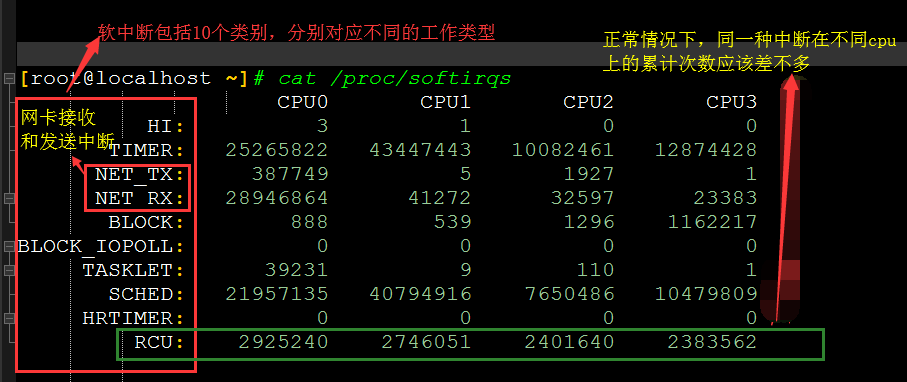 软中断包括10个类别，分别对应不同的工作类型
正常情况下，同一种中断在不同cpu
上的累计次数应该差不多
[root@localhost ~]# cat /proc/softirqs
CPU0 CPU1 CPU2 CPU3
网卡接收
和发送中断
HI: 3 1 0 0
TIMER: 25265822 43447443 10082461 12874428
NET_TX: 387749 5 1927 1
NET_RX: 28946864 41272 32597 23383
BLOCK: 888 539 1296 1162217
BLOCK_IOPOLL: 0 0 0 0
TASKLET: 39231 9 110 1
SCHED: 21957135 40794916 7650486 10479809
HRTIMER: 0 0 0 0
RCU: 2925240 2746051 2401640 2383562